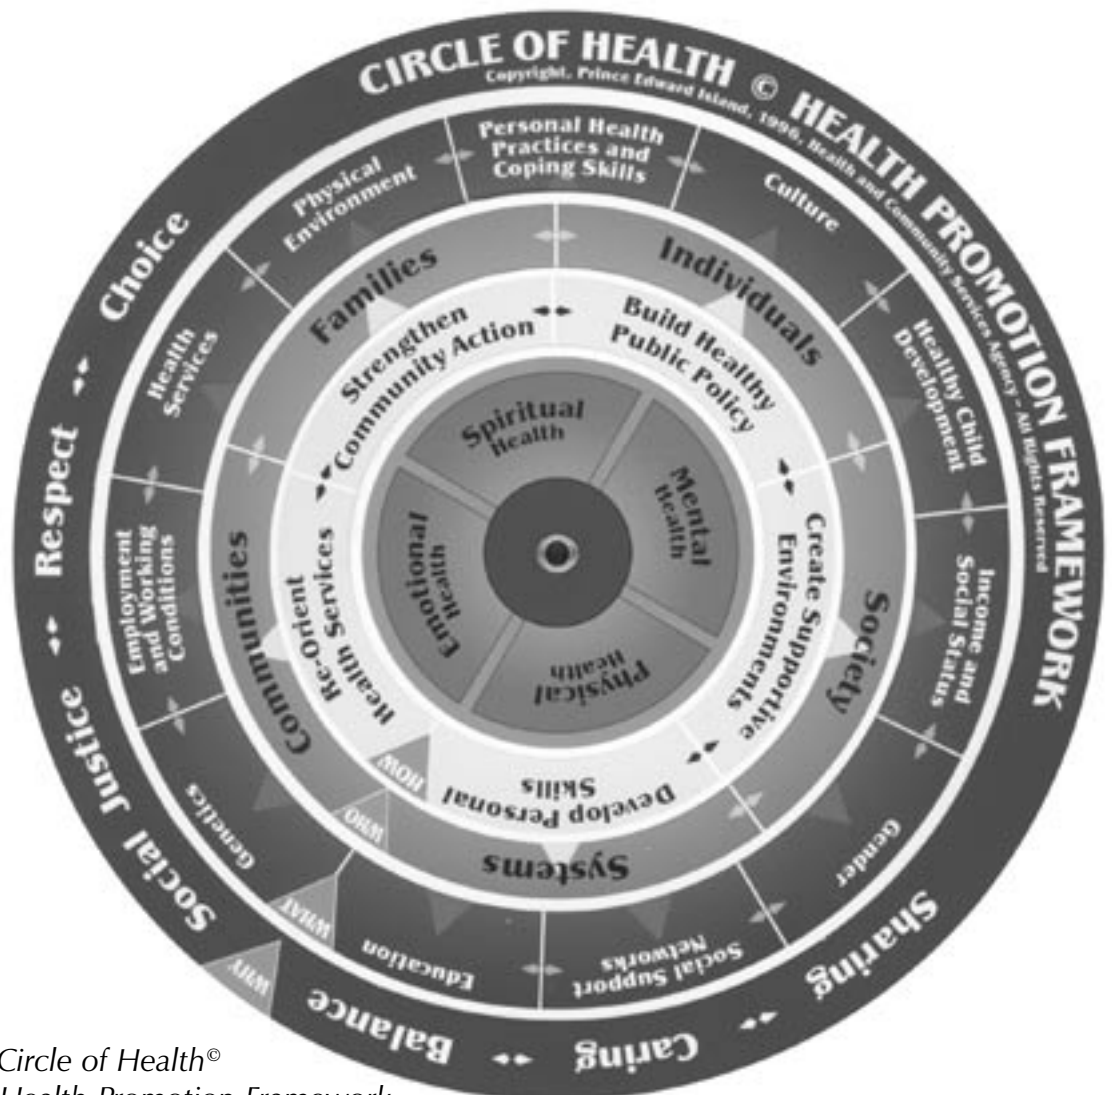 CIRCLE OF HEALTH © HEALTH PROMOTION FRAMEWORK
Copyright, Prince Edward Island, 1996, Health and Community Services Agency – All Rights Reserved
Choice
Respect
Social Justice
Balance
Caring
Sharing
Personal Health
Practices and
Coping Skills
Culture
Healthy Child
Development
Income and
Social Status
Gender
Social Support
Networks
Education
Genetics
Employment
and Working
Conditions
Health
Services
Physical
Environment
Individuals
Society
Systems
Communities
Families
Build Healthy
Public Policy
Create Supportive
Environments
Develop Personal
Skills
Re-Orient
Health Services
Strengthen
Community Action
Spiritual
Health
Mental
Health
Physical
Health
Emotional
Health
HOW
WHO
WHAT
WHY
Circle of Health©
Health Promotion Framework